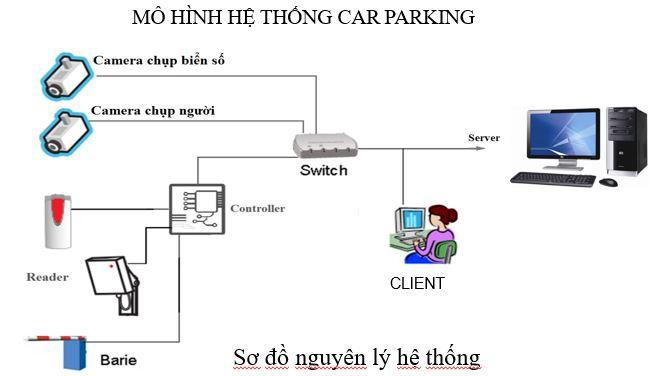 MÔ HÌNH HỆ THỐNG CAR PARKING
Camera chụp biển số
Camera chụp người
Server
Switch
Controller
Reader
CLIENT
Barie
Sơ đồ nguyên lý hệ thống